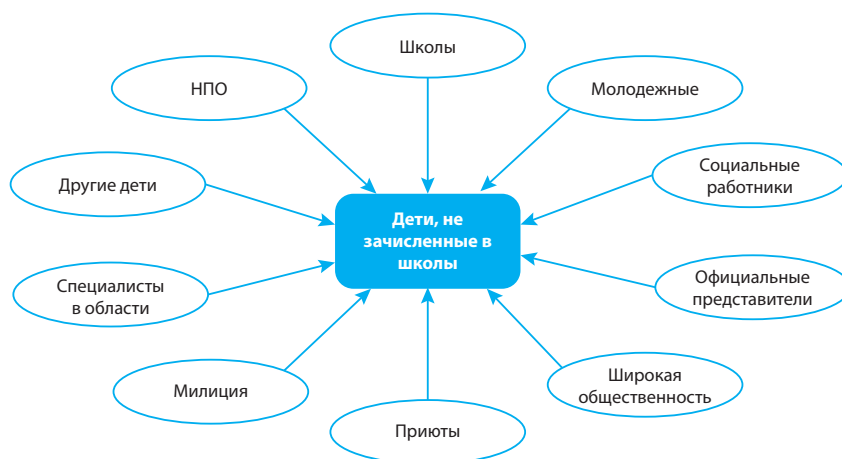 Школы
НПО
Молодежные
Другие дети
Социальные
работники
Дети, не
зачисленные в
школы
Специалисты
в области
Официальные
представители
Милиция
Широкая
общественность
Приюты